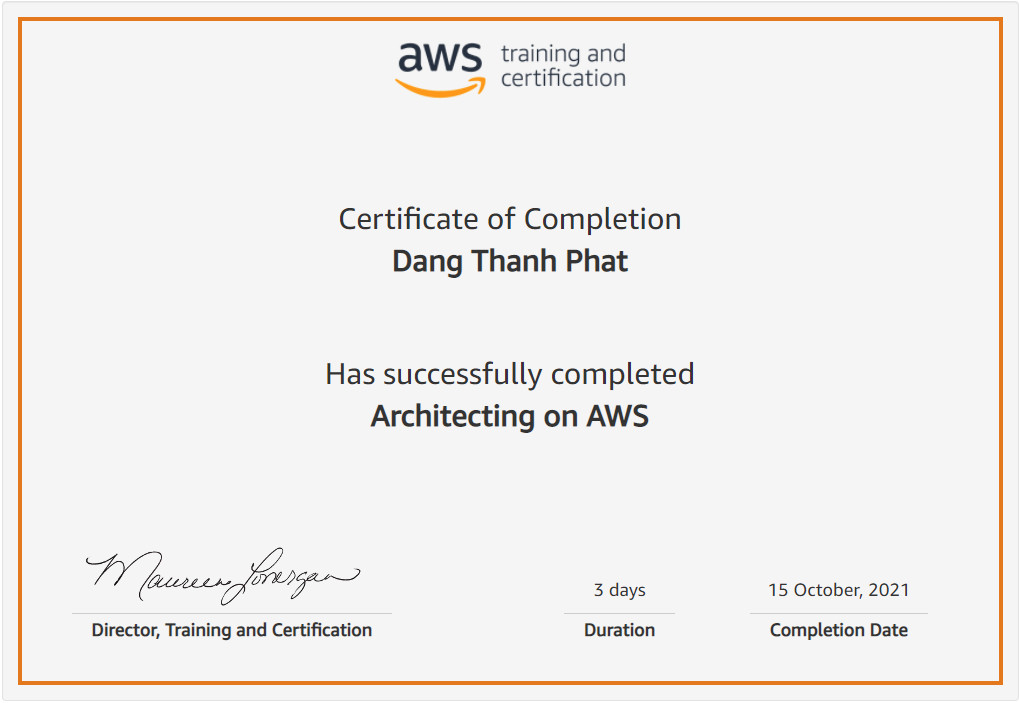 aws training and
certification
Certificate of Completion
Dang Thanh Phat
Has successfully completed
Architecting on AWS
Maureen Lonergan
3 days
15 October, 2021
Director, Training and Certification
Duration
Completion Date